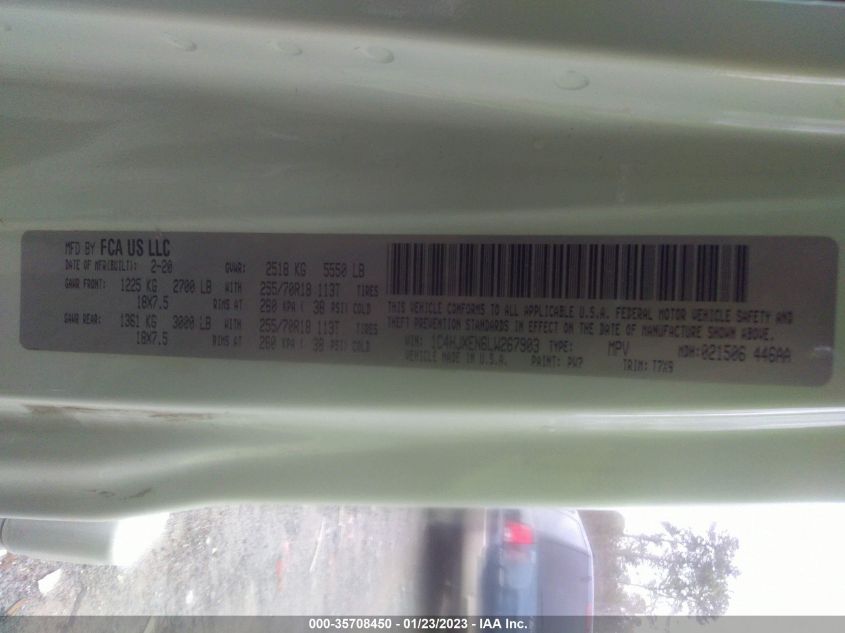 MFD BY FCA US LLC
DATE OF MFR(BUILT): 2-20 GVWR: 2518 KG 5550 LB
GAWR FRONT: 1225 KG 2700 LB WITH 255/70R18 113T TIRES
18X7.5 RIMS AT 260 KPA ( 38 PSI) COLD
GAWR REAR: 1361 KG 3000 LB WITH 255/70R18 113T TIRES
18X7.5 RIMS AT 260 KPA ( 38 PSI) COLD
THIS VEHICLE CONFORMS TO ALL APPLICABLE U.S.A. FEDERAL MOTOR VEHICLE SAFETY AND
THEFT PREVENTION STANDARDS IN EFFECT ON THE DATE OF MANUFACTURE SHOWN ABOVE.
VIN: 1C4HJXEN6LW267903 TYPE: MPV MDH:021506 446AA
VEHICLE MADE IN U.S.A. PAINT: PW7 TRIM: T7X9
000-35708450 - 01/23/2023 - IAA Inc.